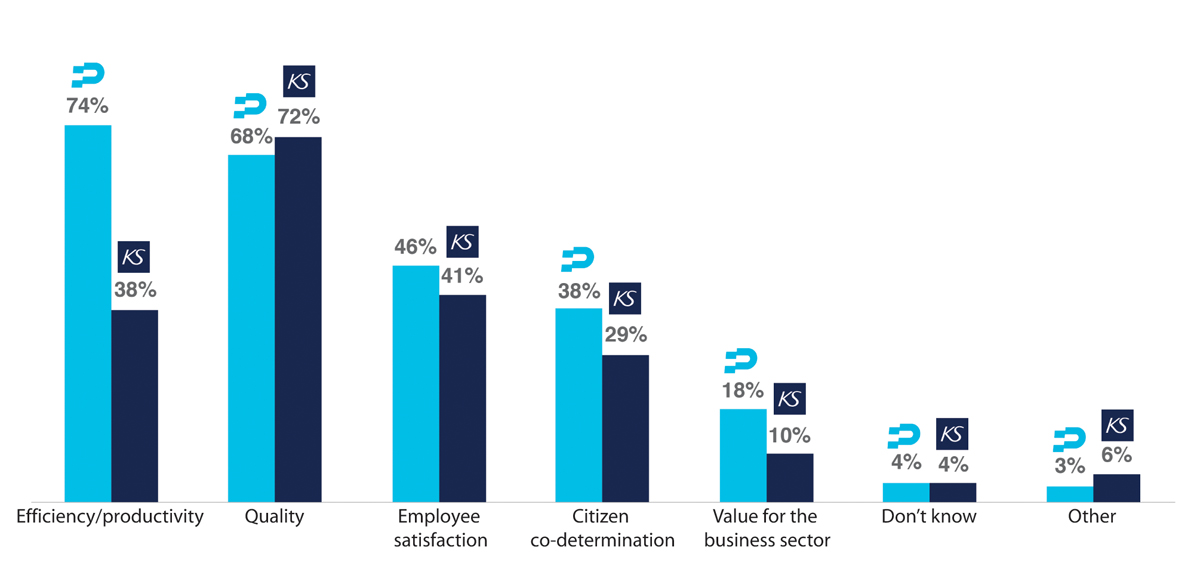 74%
KS
38%
68%
KS
72%
46%
KS
41%
38%
KS
29%
18%
KS
10%
4%
KS
4%
3%
KS
6%
Efficiency/productivity
Quality
Employee
satisfaction
Citizen
co-determination
Value for the
business sector
Don’t know
Other